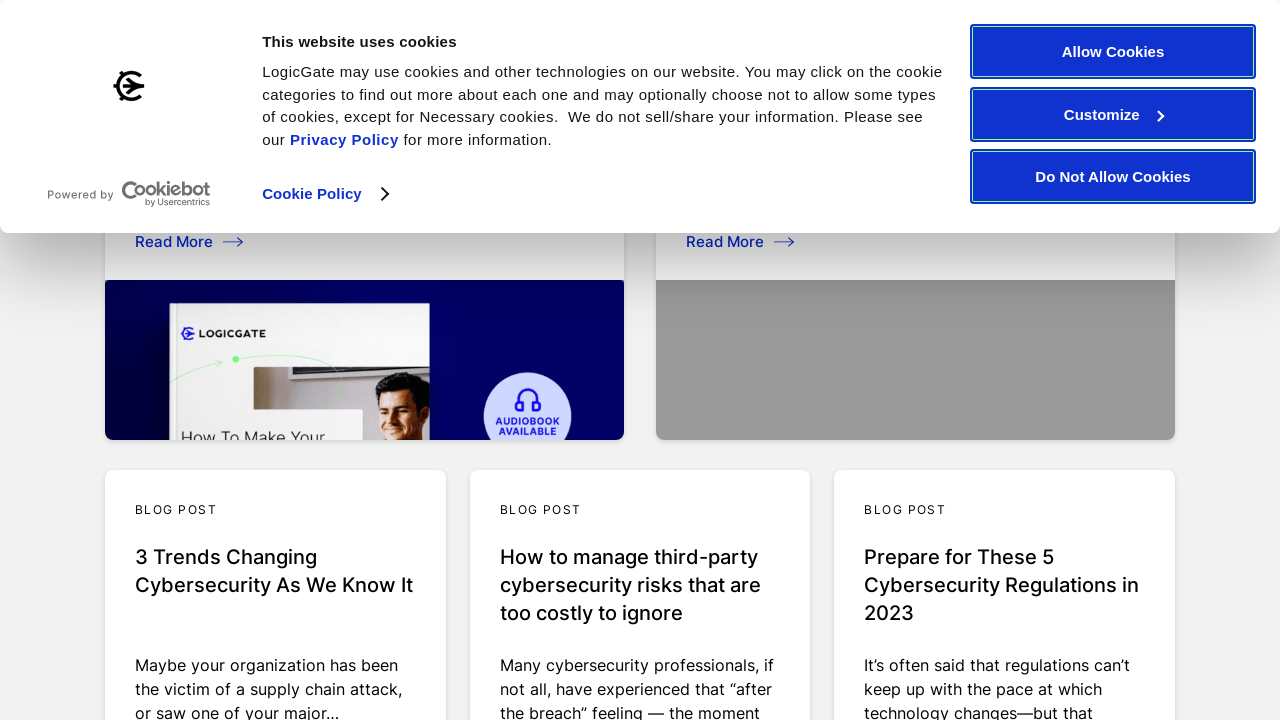 This website uses cookies
LogicGate may use cookies and other technologies on our website. You may click on the cookie
categories to find out more about each one and may optionally choose not to allow some types
of cookies, except for Necessary cookies.  We do not sell/share your information. Please see
our Privacy Policy for more information.
Cookie Policy
Powered by Cookiebot
by Usercentrics
Allow Cookies
Customize
Do Not Allow Cookies
Read More
Read More
LOGICGATE
How To Make Your
AUDIOBOOK
AVAILABLE
BLOG POST
3 Trends Changing
Cybersecurity As We Know It
Maybe your organization has been
the victim of a supply chain attack,
or saw one of your major...
BLOG POST
How to manage third-party
cybersecurity risks that are
too costly to ignore
Many cybersecurity professionals, if
not all, have experienced that “after
the breach” feeling — the moment
BLOG POST
Prepare for These 5
Cybersecurity Regulations in
2023
It’s often said that regulations can’t
keep up with the pace at which
technology changes—but that